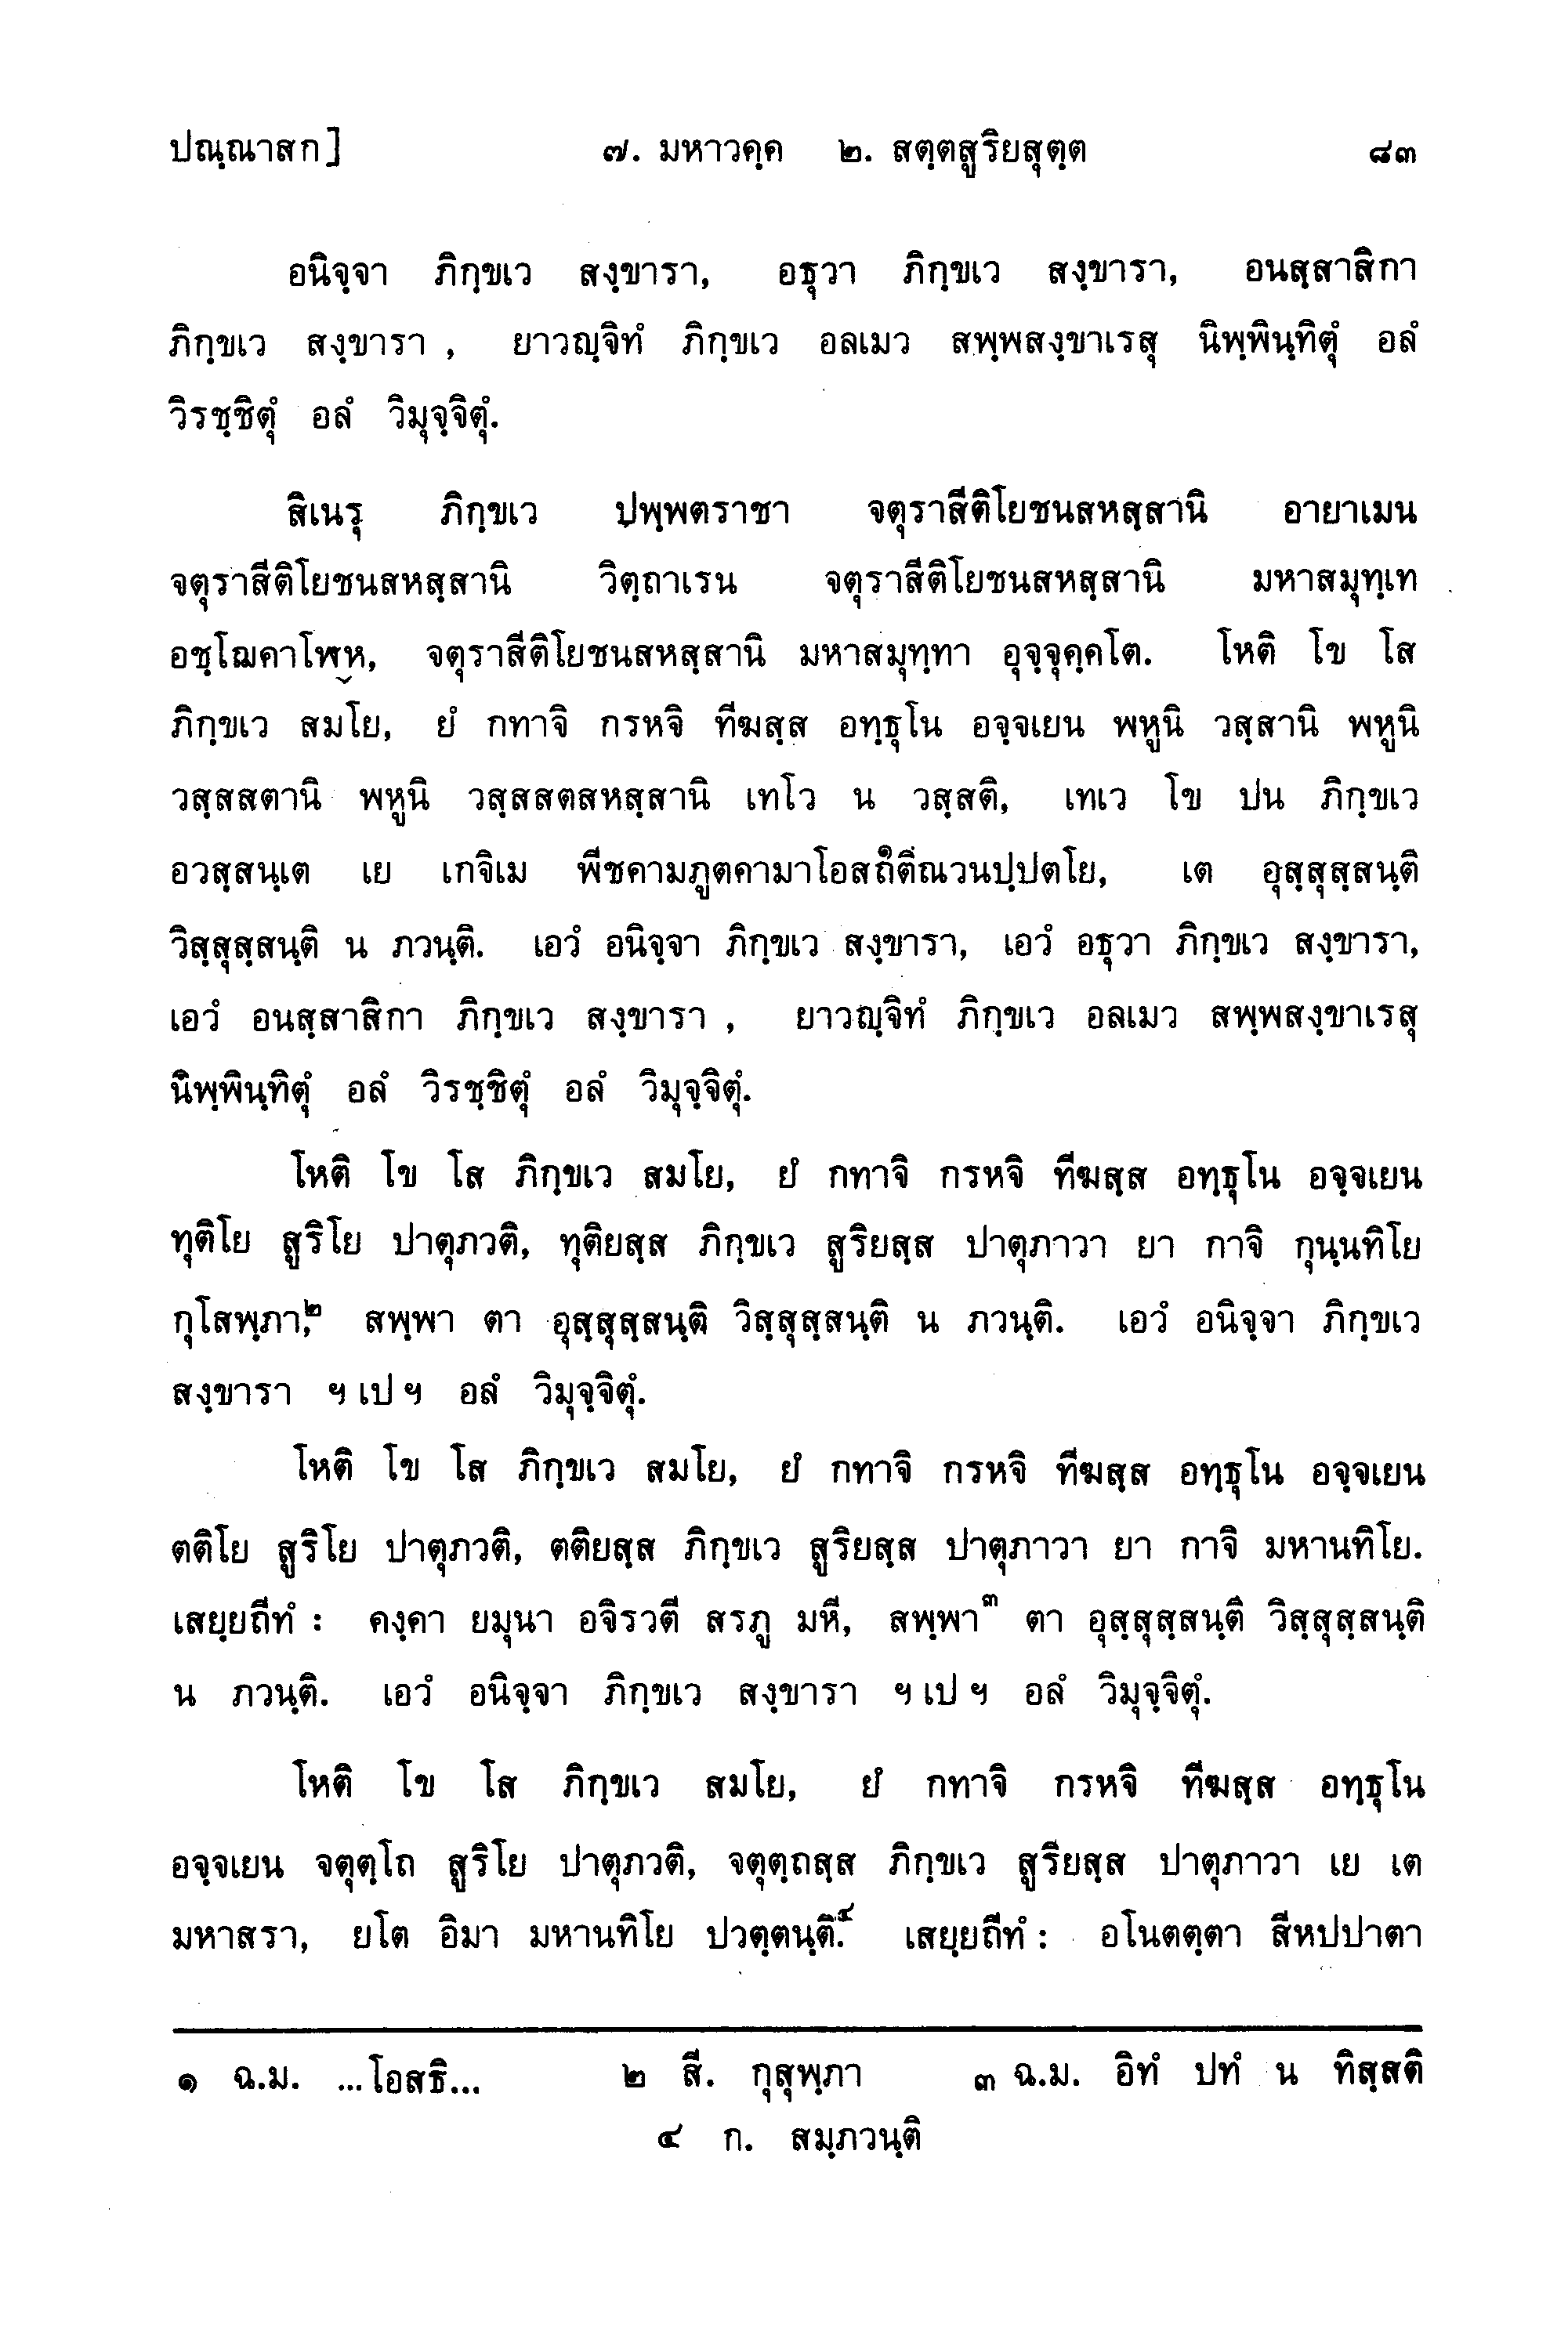 ปณฺณาสก] ๗. มหาวคฺค ๒. สตฺตสูริยสุตฺต ๘๓
อนิจฺจา ภิกฺขเว สงฺขารา, อธุวา ภิกฺขเว สงฺขารา, อนสฺสาสิกา
ภิกฺขเว สงฺขารา , ยาวญฺจิทํ ภิกฺขเว อลเมว สพฺพสงฺขาเรสุ นิพฺพินฺทิตุํ อลํ
วิรชฺชิตุํ อลํ วิมุจฺจิตุํ.
สิเนรุ ภิกฺขเว ปพฺพตราชา จตุราสีติโยชนสหสฺสานิ อายาเมน
จตุราสีติโยชนสหสฺสานิ วิตฺถาเรน จตุราสีติโยชนสหสฺสานิ มหาสมุทฺเท
อชฺโฌคาโฬฺห, จตุราสีติโยชนสหสฺสานิ มหาสมุทฺทา อุจฺจุคฺคโต. โหติ โข โส
ภิกฺขเว สมโย, ยํ กทาจิ กรหจิ ทีฆสฺส อทฺธุโน อจฺจเยน พหูนิ วสฺสานิ พหูนิ
วสฺสสตานิ พหูนิ วสฺสสตสหสฺสานิ เทโว น วสฺสติ, เทเว โข ปน ภิกฺขเว
อวสฺสนฺเต เย เกจิเม พีชคามภูตคามาโอสถิ๑ติณวนปฺปตโย, เต อุสฺสุสฺสนฺติ
วิสฺสุสฺสนฺติ น ภวนฺติ. เอวํ อนิจฺจา ภิกฺขเว สงฺขารา, เอวํ อธุวา ภิกฺขเว สงฺขารา,
เอวํ อนสฺสาสิกา ภิกฺขเว สงฺขารา , ยาวญฺจิทํ ภิกฺขเว อลเมว สพฺพสงฺขาเรสุ
นิพฺพินฺทิตุํ อลํ วิรชฺชิตุํ อลํ วิมุจฺจิตุํ.
โหติ โข โส ภิกฺขเว สมโย, ยํ กทาจิ กรหจิ ทีฆสฺส อทฺธุโน อจฺจเยน
ทุติโย สูริโย ปาตุภวติ, ทุติยสฺส ภิกฺขเว สูริยสฺส ปาตุภาวา ยา กาจิ กุนฺนทิโย
กุโสพฺภา,๒ สพฺพา ตา อุสฺสุสฺสนฺติ วิสฺสุสฺสนฺติ น ภวนฺติ. เอวํ อนิจฺจา ภิกฺขเว
สงฺขารา ฯ เป ฯ อลํ วิมุจฺจิตุํ.
โหติ โข โส ภิกฺขเว สมโย, ยํ กทาจิ กรหจิ ทีฆสฺส อทฺธุโน อจฺจเยน
ตติโย สูริโย ปาตุภวติ, ตติยสฺส ภิกฺขเว สูริยสฺส ปาตุภาวา ยา กาจิ มหานทิโย.
เสยฺยถีทํ : คงฺคา ยมุนา อจิรวตี สรภู มหี, สพฺพา๓ ตา อุสฺสุสฺสนฺติ วิสฺสุสฺสนฺติ
น ภวนฺติ. เอวํ อนิจฺจา ภิกฺขเว สงฺขารา ฯ เป ฯ อลํ วิมุจฺจิตุํ.
โหติ โข โส ภิกฺขเว สมโย, ยํ กทาจิ กรหจิ ทีฆสฺส อทฺธุโน
อจฺจเยน จตุตฺโถ สูริโย ปาตุภวติ, จตุตฺถสฺส ภิกฺขเว สูริยสฺส ปาตุภาวา เย เต
มหาสรา, ยโต อิมา มหานทิโย ปวตฺตนฺติ.๔ เสยฺยถีทํ : อโนตตฺตา สีหปปาตา
๑ ฉ.ม. ...โอสธิ... ๒ สี. กุสุพฺภา ๓ ฉ.ม. อิทํ ปทํ น ทิสฺสติ
๔ ก. สมฺภวนฺติ